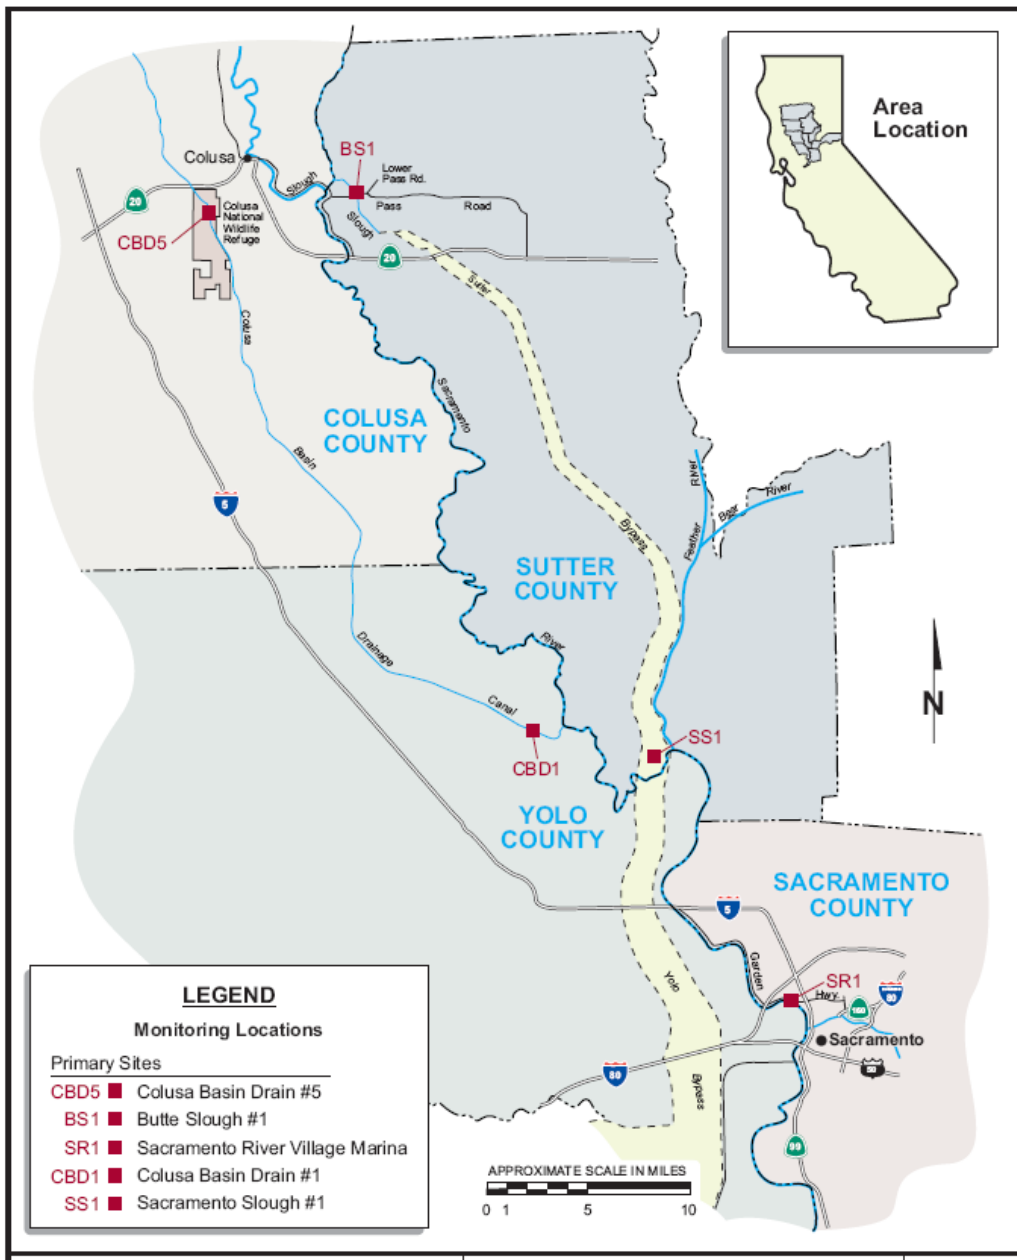 Area
Location
BS1
Lower
Pass Rd.
Colusa
Slough
20
Colusa
National
Wildlife
Refuge
CBD5
Pass
Road
Slough
20
Sutter
Colusa
Sacramento
COLUSA
COUNTY
Basin
River
River
5
Bear
Feather
Bypass
SUTTER
COUNTY
River
Drainage
Canal
N
SS1
CBD1
YOLO
COUNTY
SACRAMENTO
COUNTY
5
Garden
Yolo
SR1
Hwy
80
160
Sacramento
50
80
Bypass
99
LEGEND
Monitoring Locations
Primary Sites
CBD5 Colusa Basin Drain #5
BS1 Butte Slough #1
SR1 Sacramento River Village Marina
CBD1 Colusa Basin Drain #1
SS1 Sacramento Slough #1
APPROXIMATE SCALE IN MILES
0 1 5 10